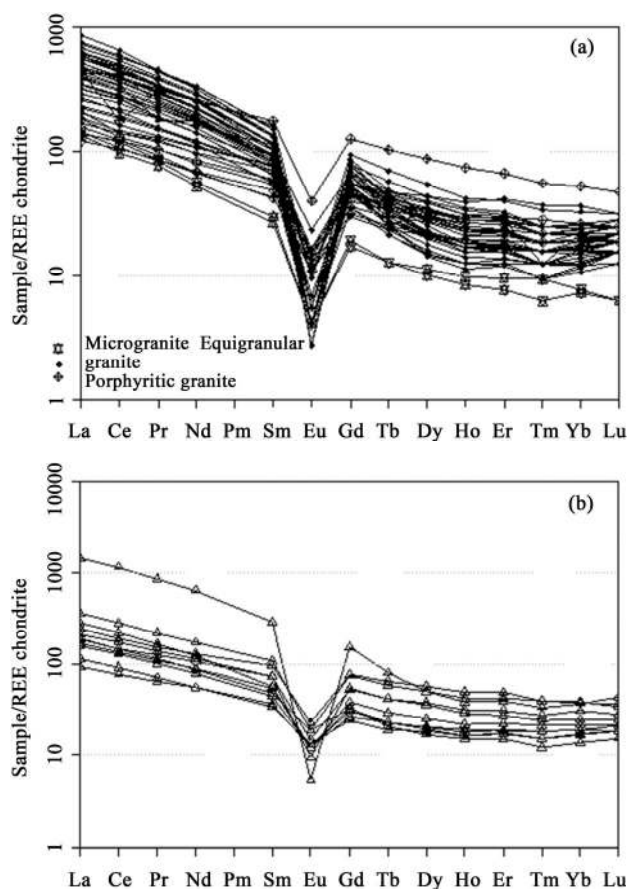 (a)
1000
100
10
1
Sample/REE chondrite
Microgranite Equigranular
granite
Porphyritic granite
La Ce Pr Nd Pm Sm Eu Gd Tb Dy Ho Er Tm Yb Lu
(b)
10000
1000
100
10
1
Sample/REE chondrite
La Ce Pr Nd Pm Sm Eu Gd Tb Dy Ho Er Tm Yb Lu